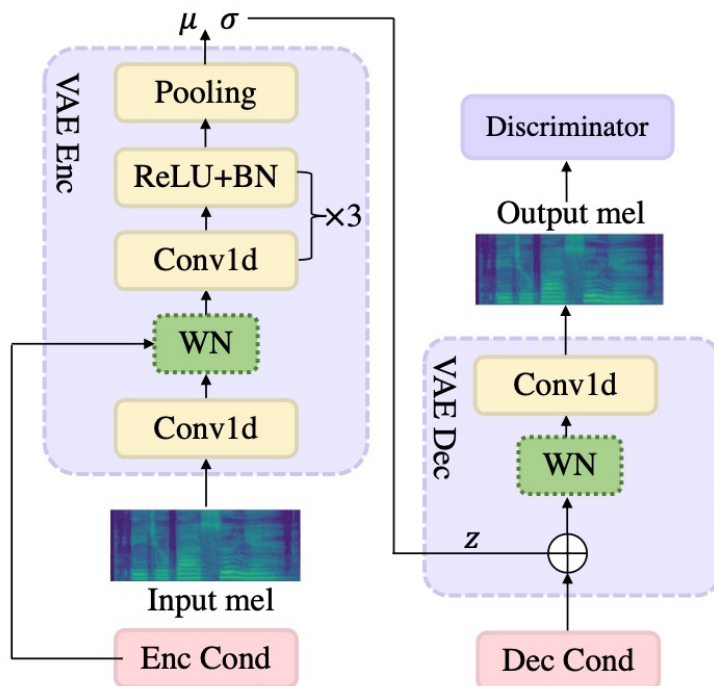 μ σ
VAE Enc
Pooling
ReLU+BN
×3
Conv1d
WN
Conv1d
Input mel
Enc Cond
Discriminator
Output mel
VAE Dec
Conv1d
WN
z
Dec Cond